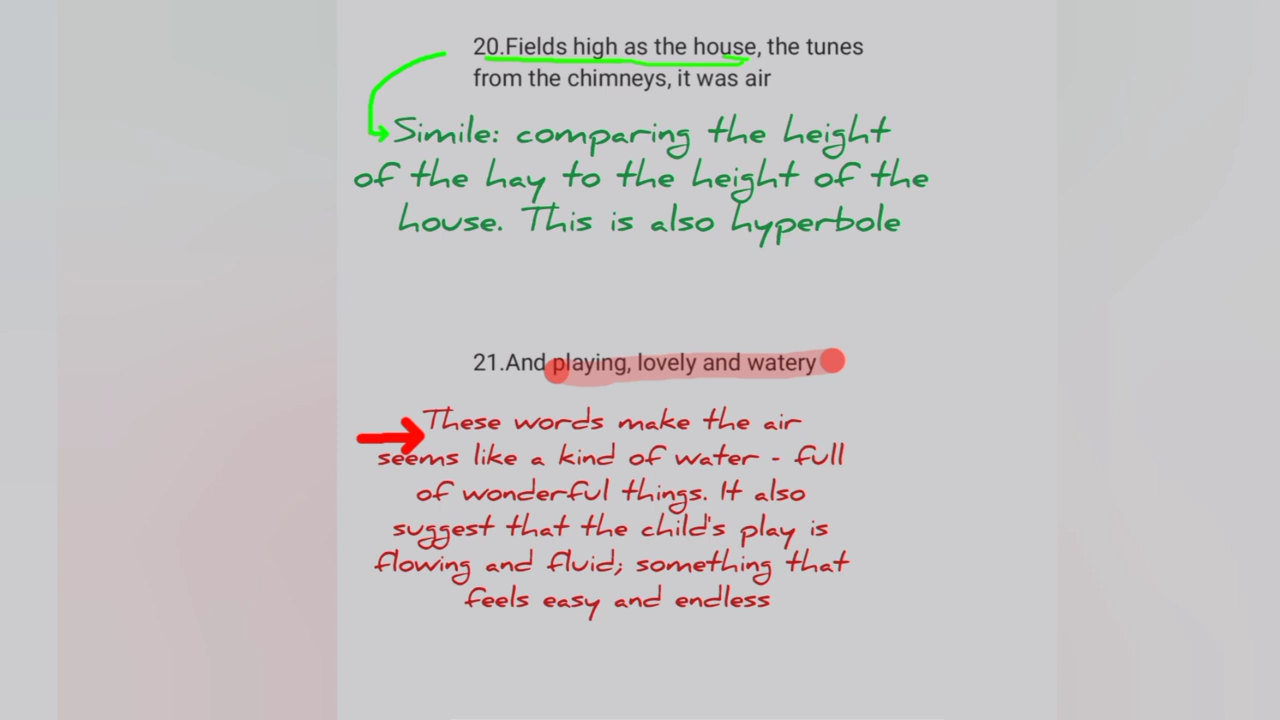 20.Fields high as the house, the tunes
from the chimneys, it was air
Simile: comparing the height
of the hay to the height of the
house. This is also hyperbole
21.And playing, lovely and watery
These words make the air
seems like a kind of water - full
of wonderful things. It also
suggest that the child's play is
flowing and fluid; something that
feels easy and endless